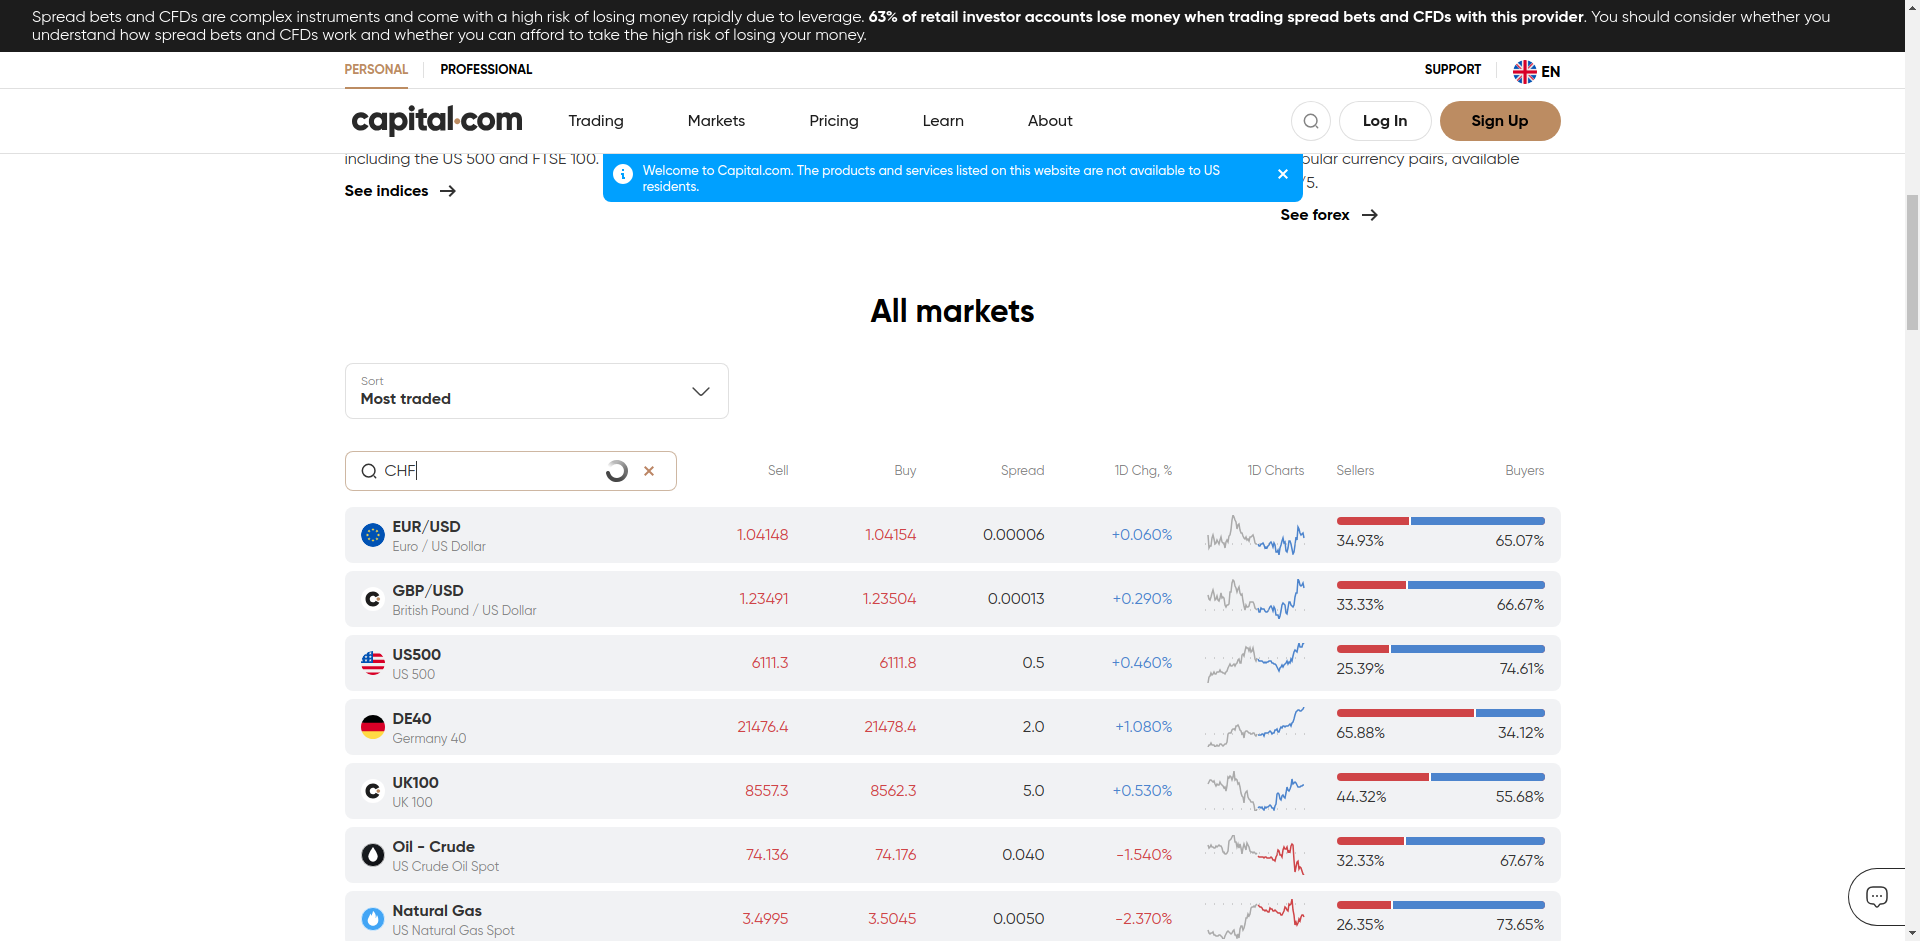 Spread bets and CFDs are complex instruments and come with a high risk of losing money rapidly due to leverage. 63% of retail investor accounts lose money when trading spread bets and CFDs with this provider. You should consider whether you
understand how spread bets and CFDs work and whether you can afford to take the high risk of losing your money.
PERSONAL PROFESSIONAL SUPPORT EN
capital.com Trading Markets Pricing Learn About Log In Sign Up
including the US 500 and FTSE 100.
pular currency pairs, available
Welcome to Capital.com. The products and services listed on this website are not available to US
residents.
/5.
See indices
See forex
All markets
Sort
Most traded
CHF Sell Buy Spread 1D Chg, % 1D Charts Sellers Buyers
EUR/USD
Euro / US Dollar
1.04148 1.04154 0.00006 +0.060% 34.93% 65.07%
GBP/USD
British Pound / US Dollar
1.23491 1.23504 0.00013 +0.290% 33.33% 66.67%
US500
US 500
6111.3 6111.8 0.5 +0.460% 25.39% 74.61%
DE40
Germany 40
21476.4 21478.4 2.0 +1.080% 65.88% 34.12%
UK100
UK 100
8557.3 8562.3 5.0 +0.530% 44.32% 55.68%
Oil - Crude
US Crude Oil Spot
74.136 74.176 0.040 -1.540% 32.33% 67.67%
Natural Gas
US Natural Gas Spot
3.4995 3.5045 0.0050 -2.370% 26.35% 73.65%